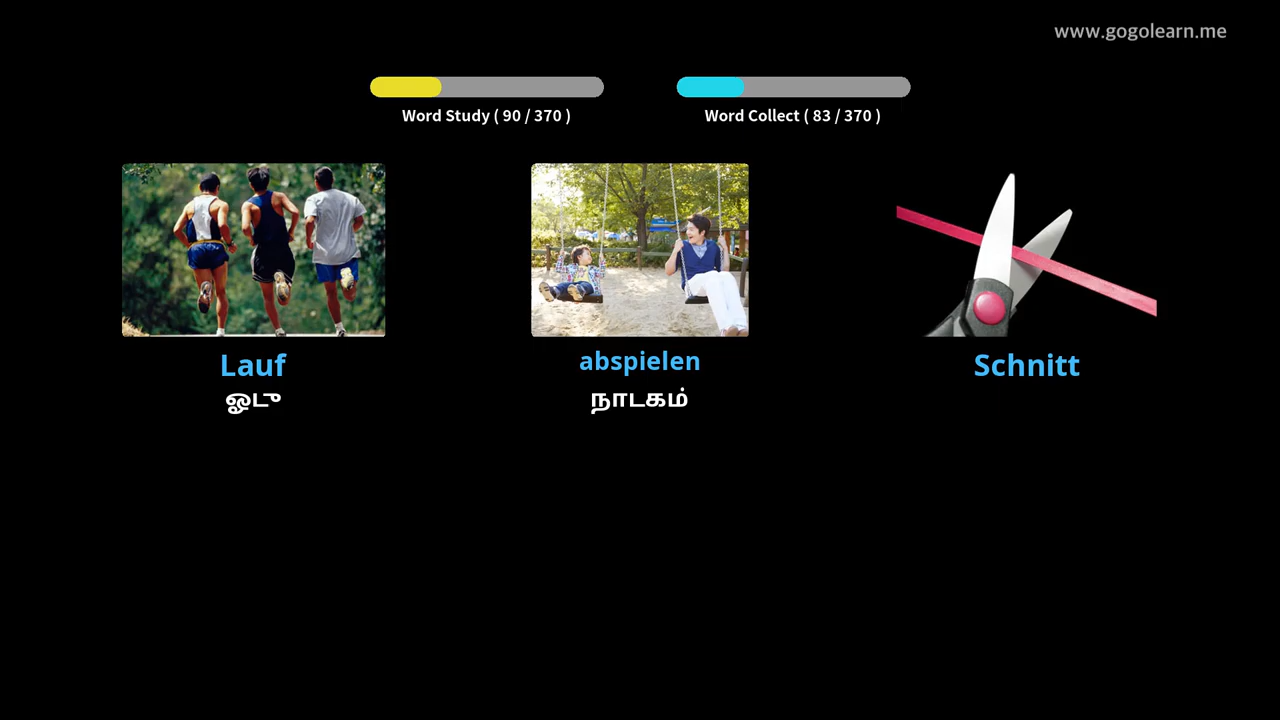 www.gogolearn.me
Word Study ( 90 / 370 )
Word Collect ( 83 / 370 )
Lauf
abspielen
Schnitt
ஓடு
நாடகம்